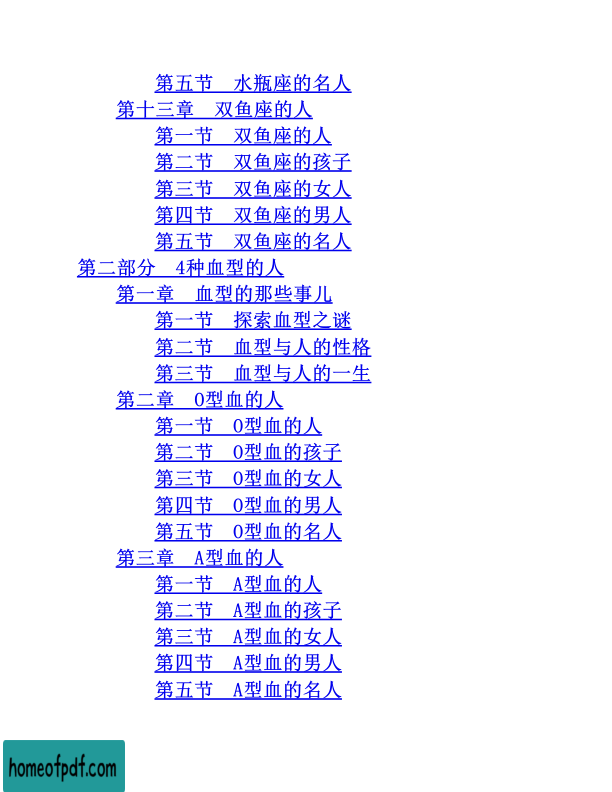 第五节　水瓶座的名人
第十三章　双鱼座的人
第一节　双鱼座的人
第二节　双鱼座的孩子
第三节　双鱼座的女人
第四节　双鱼座的男人
第五节　双鱼座的名人
第二部分　4种血型的人
第一章　血型的那些事儿
第一节　探索血型之谜
第二节　血型与人的性格
第三节　血型与人的一生
第二章　O型血的人
第一节　O型血的人
第二节　O型血的孩子
第三节　O型血的女人
第四节　O型血的男人
第五节　O型血的名人
第三章　A型血的人
第一节　A型血的人
第二节　A型血的孩子
第三节　A型血的女人
第四节　A型血的男人
第五节　A型血的名人
homeofpdf.com